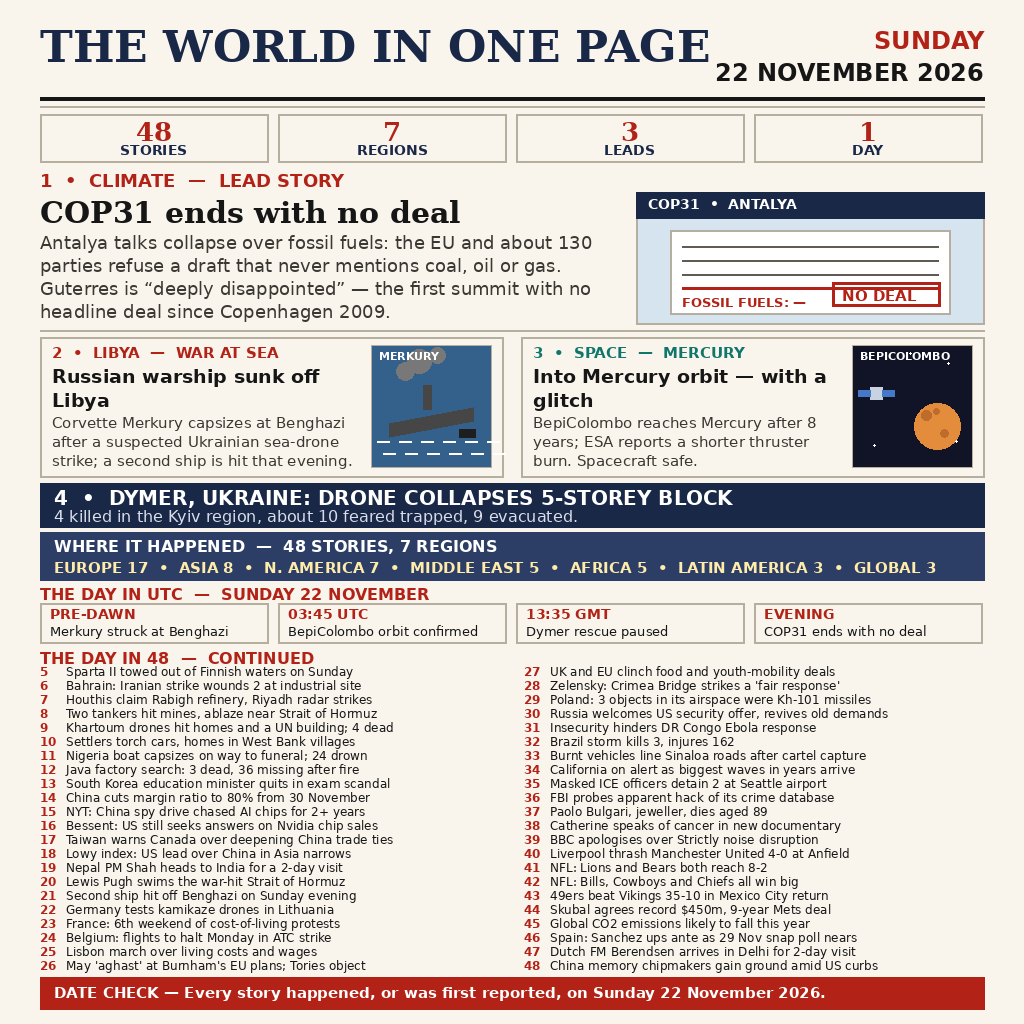 THE WORLD IN ONE PAGE
SUNDAY
22 NOVEMBER 2026
48
STORIES
7
REGIONS
3
LEADS
1
DAY
1 • CLIMATE — LEAD STORY
COP31 ends with no deal
Antalya talks collapse over fossil fuels: the EU and about 130
parties refuse a draft that never mentions coal, oil or gas.
Guterres is “deeply disappointed” — the first summit with no
headline deal since Copenhagen 2009.
COP31 • ANTALYA
FOSSIL FUELS: —
NO DEAL
2 • LIBYA — WAR AT SEA
Russian warship sunk off
Libya
Corvette Merkury capsizes at Benghazi
after a suspected Ukrainian sea-drone
strike; a second ship is hit that evening.
MERKURY
3 • SPACE — MERCURY
Into Mercury orbit — with a
glitch
BepiColombo reaches Mercury after 8
years; ESA reports a shorter thruster
burn. Spacecraft safe.
BEPICOLOMBO
4 • DYMER, UKRAINE: DRONE COLLAPSES 5-STOREY BLOCK
4 killed in the Kyiv region, about 10 feared trapped, 9 evacuated.
WHERE IT HAPPENED — 48 STORIES, 7 REGIONS
EUROPE 17 • ASIA 8 • N. AMERICA 7 • MIDDLE EAST 5 • AFRICA 5 • LATIN AMERICA 3 • GLOBAL 3
THE DAY IN UTC — SUNDAY 22 NOVEMBER
PRE-DAWN
Merkury struck at Benghazi
03:45 UTC
BepiColombo orbit confirmed
13:35 GMT
Dymer rescue paused
EVENING
COP31 ends with no deal
THE DAY IN 48 — CONTINUED
5 Sparta II towed out of Finnish waters on Sunday
6 Bahrain: Iranian strike wounds 2 at industrial site
7 Houthis claim Rabigh refinery, Riyadh radar strikes
8 Two tankers hit mines, ablaze near Strait of Hormuz
9 Khartoum drones hit homes and a UN building; 4 dead
10 Settlers torch cars, homes in West Bank villages
11 Nigeria boat capsizes on way to funeral; 24 drown
12 Java factory search: 3 dead, 36 missing after fire
13 South Korea education minister quits in exam scandal
14 China cuts margin ratio to 80% from 30 November
15 NYT: China spy drive chased AI chips for 2+ years
16 Bessent: US still seeks answers on Nvidia chip sales
17 Taiwan warns Canada over deepening China trade ties
18 Lowy index: US lead over China in Asia narrows
19 Nepal PM Shah heads to India for a 2-day visit
20 Lewis Pugh swims the war-hit Strait of Hormuz
21 Second ship hit off Benghazi on Sunday evening
22 Germany tests kamikaze drones in Lithuania
23 France: 6th weekend of cost-of-living protests
24 Belgium: flights to halt Monday in ATC strike
25 Lisbon march over living costs and wages
26 May 'aghast' at Burnham's EU plans; Tories object
27 UK and EU clinch food and youth-mobility deals
28 Zelensky: Crimea Bridge strikes a 'fair response'
29 Poland: 3 objects in its airspace were Kh-101 missiles
30 Russia welcomes US security offer, revives old demands
31 Insecurity hinders DR Congo Ebola response
32 Brazil storm kills 3, injures 162
33 Burnt vehicles line Sinaloa roads after cartel capture
34 California on alert as biggest waves in years arrive
35 Masked ICE officers detain 2 at Seattle airport
36 FBI probes apparent hack of its crime database
37 Paolo Bulgari, jeweller, dies aged 89
38 Catherine speaks of cancer in new documentary
39 BBC apologises over Strictly noise disruption
40 Liverpool thrash Manchester United 4-0 at Anfield
41 NFL: Lions and Bears both reach 8-2
42 NFL: Bills, Cowboys and Chiefs all win big
43 49ers beat Vikings 35-10 in Mexico City return
44 Skubal agrees record $450m, 9-year Mets deal
45 Global CO2 emissions likely to fall this year
46 Spain: Sanchez ups ante as 29 Nov snap poll nears
47 Dutch FM Berendsen arrives in Delhi for 2-day visit
48 China memory chipmakers gain ground amid US curbs
DATE CHECK — Every story happened, or was first reported, on Sunday 22 November 2026.